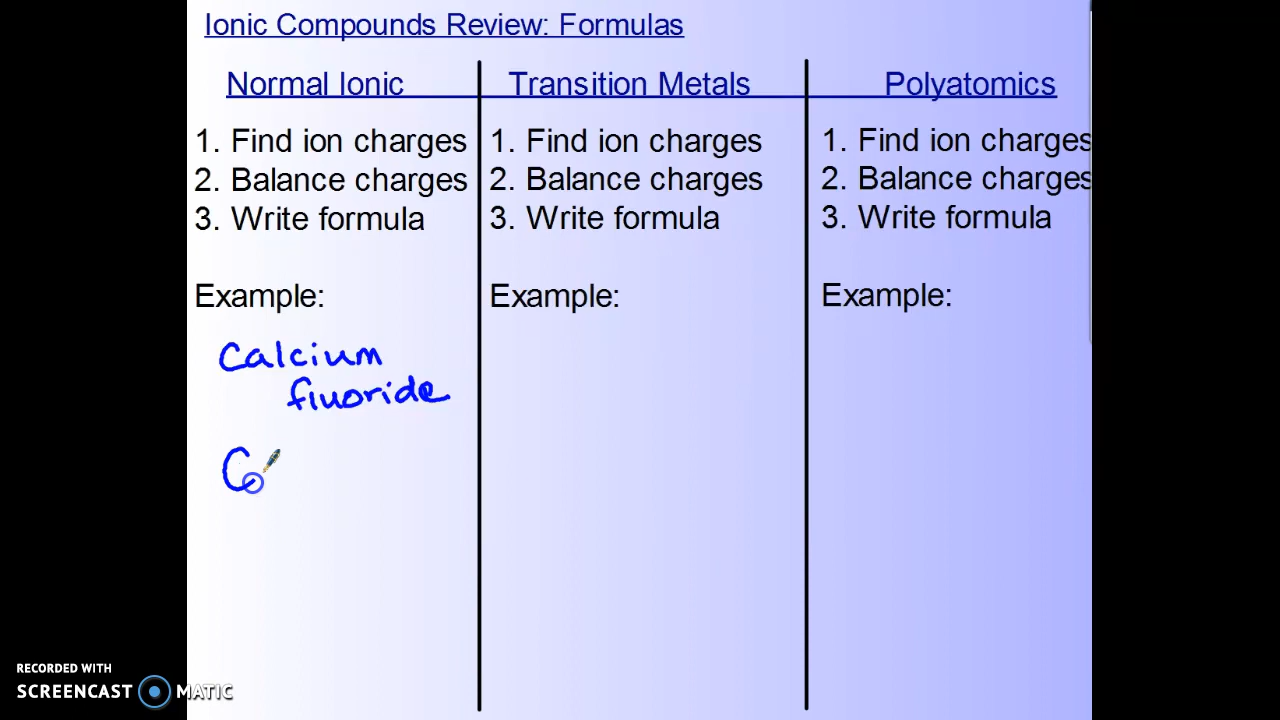 Ionic Compounds Review: Formulas
Normal Ionic
1. Find ion charges
2. Balance charges
3. Write formula
Example:
Calcium
fluoride
C
Transition Metals
1. Find ion charges
2. Balance charges
3. Write formula
Example:
Polyatomics
1. Find ion charges
2. Balance charges
3. Write formula
Example:
RECORDED WITH
SCREENCAST MATIC